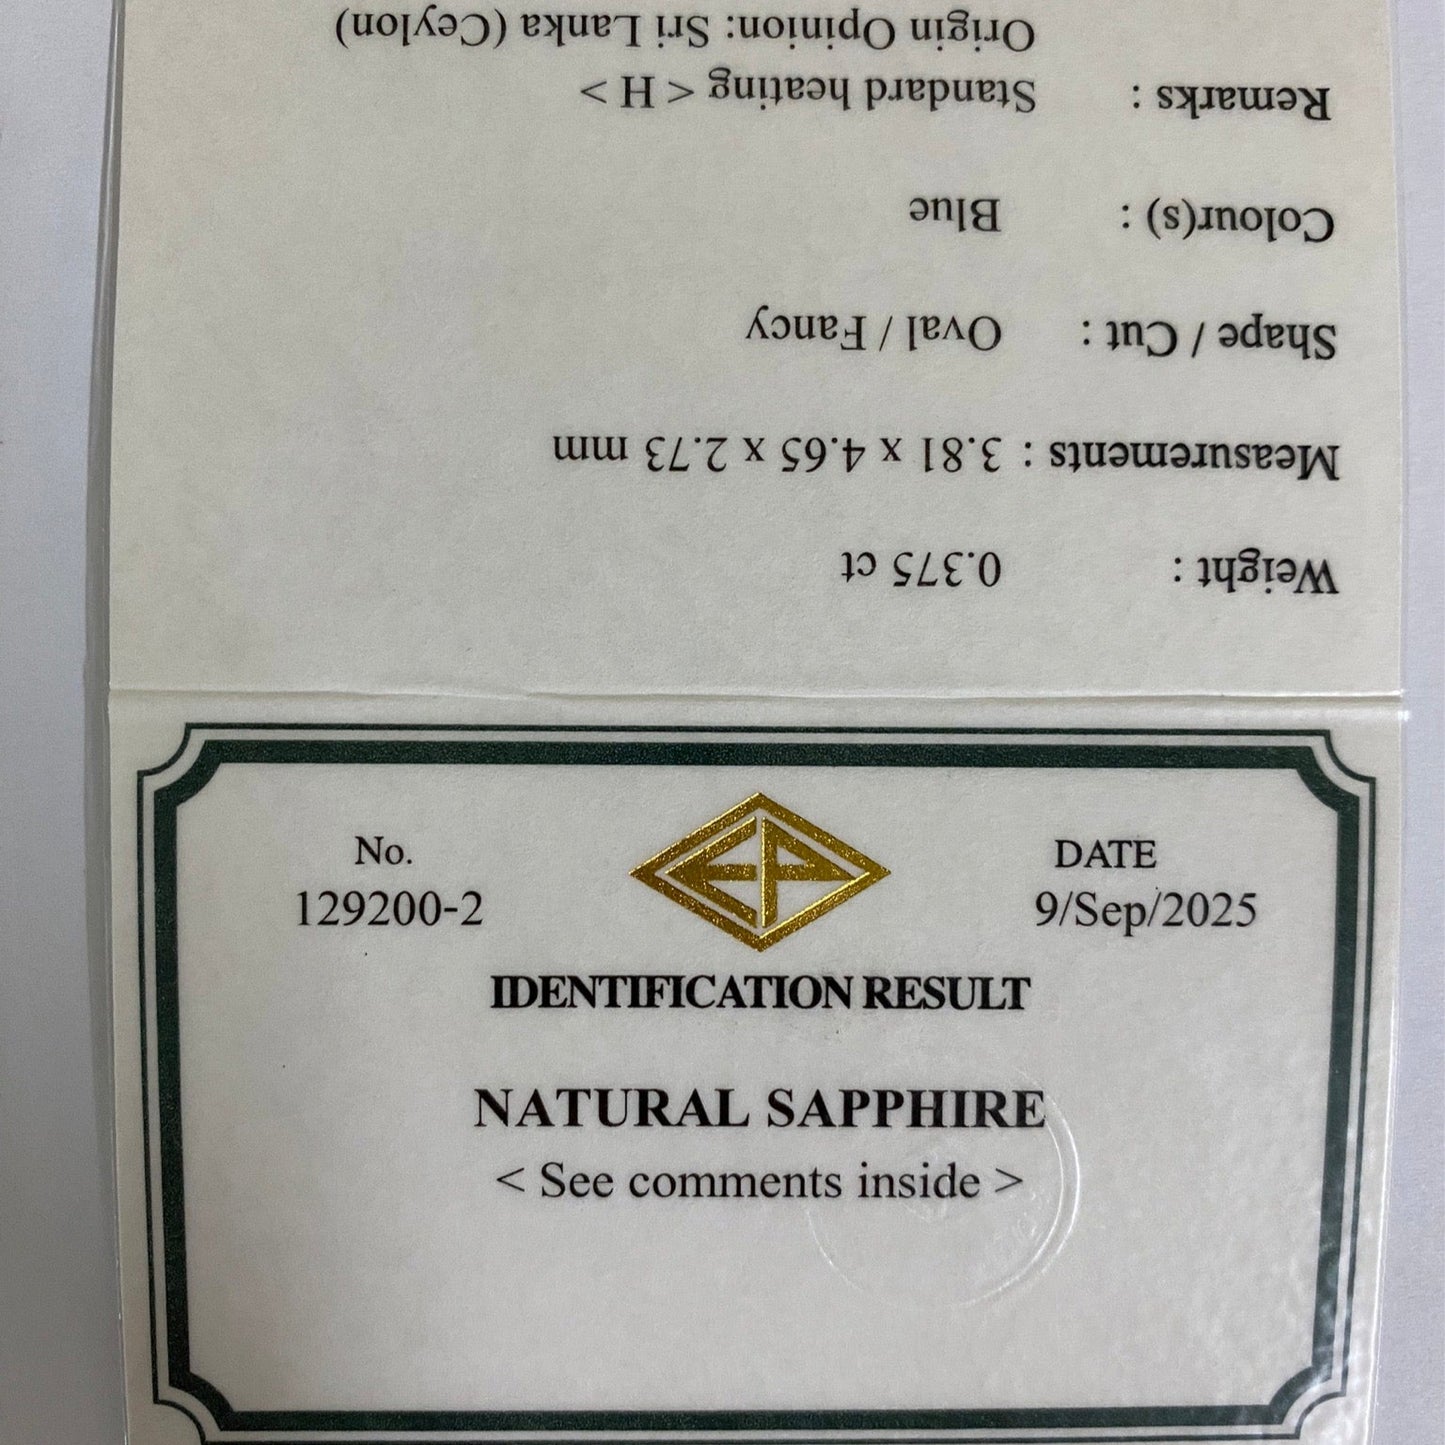 No.
129200-2
EP
DATE
9/Sep/2025
IDENTIFICATION RESULT
NATURAL SAPPHIRE
< See comments inside >
Weight : 0.375 ct
Measurements : 3.81 x 4.65 x 2.73 mm
Shape / Cut : Oval / Fancy
Colour(s) : Blue
Remarks : Standard heating < H >
Origin Opinion: Sri Lanka (Ceylon)